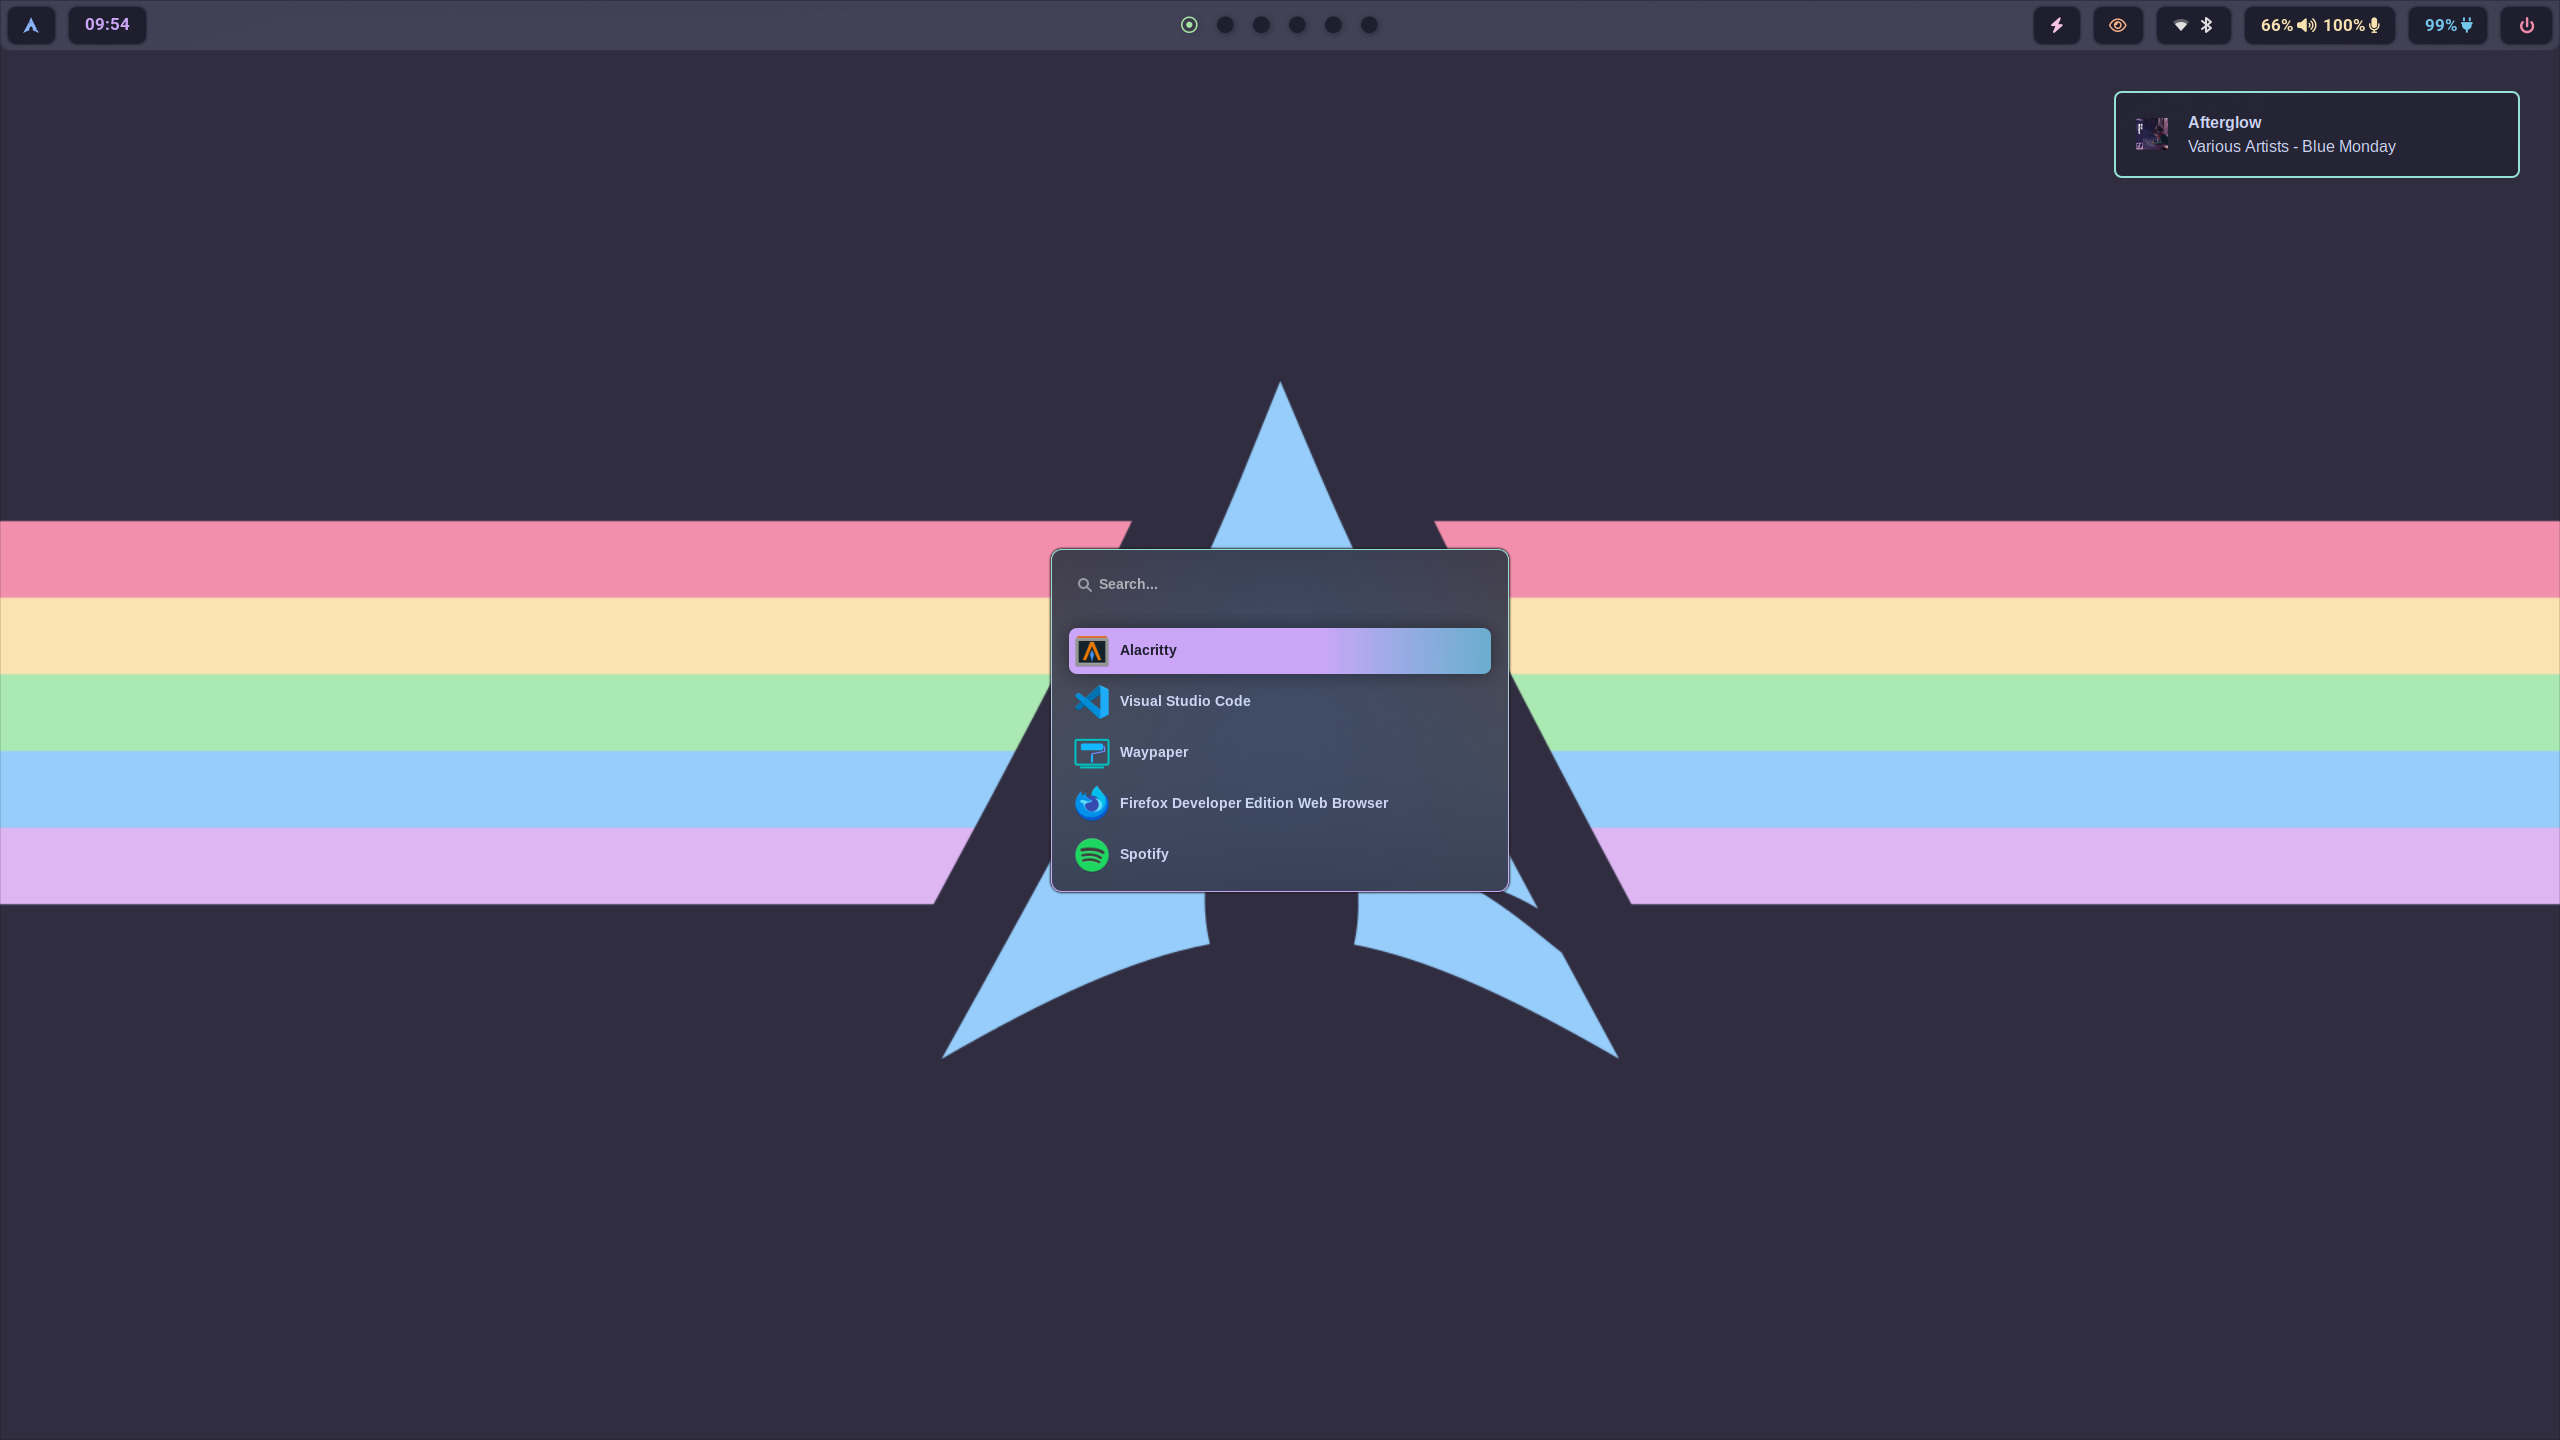 09:54
66% 100%
99%
Afterglow
Various Artists - Blue Monday
Search...
Alacritty
Visual Studio Code
Waypaper
Firefox Developer Edition Web Browser
Spotify